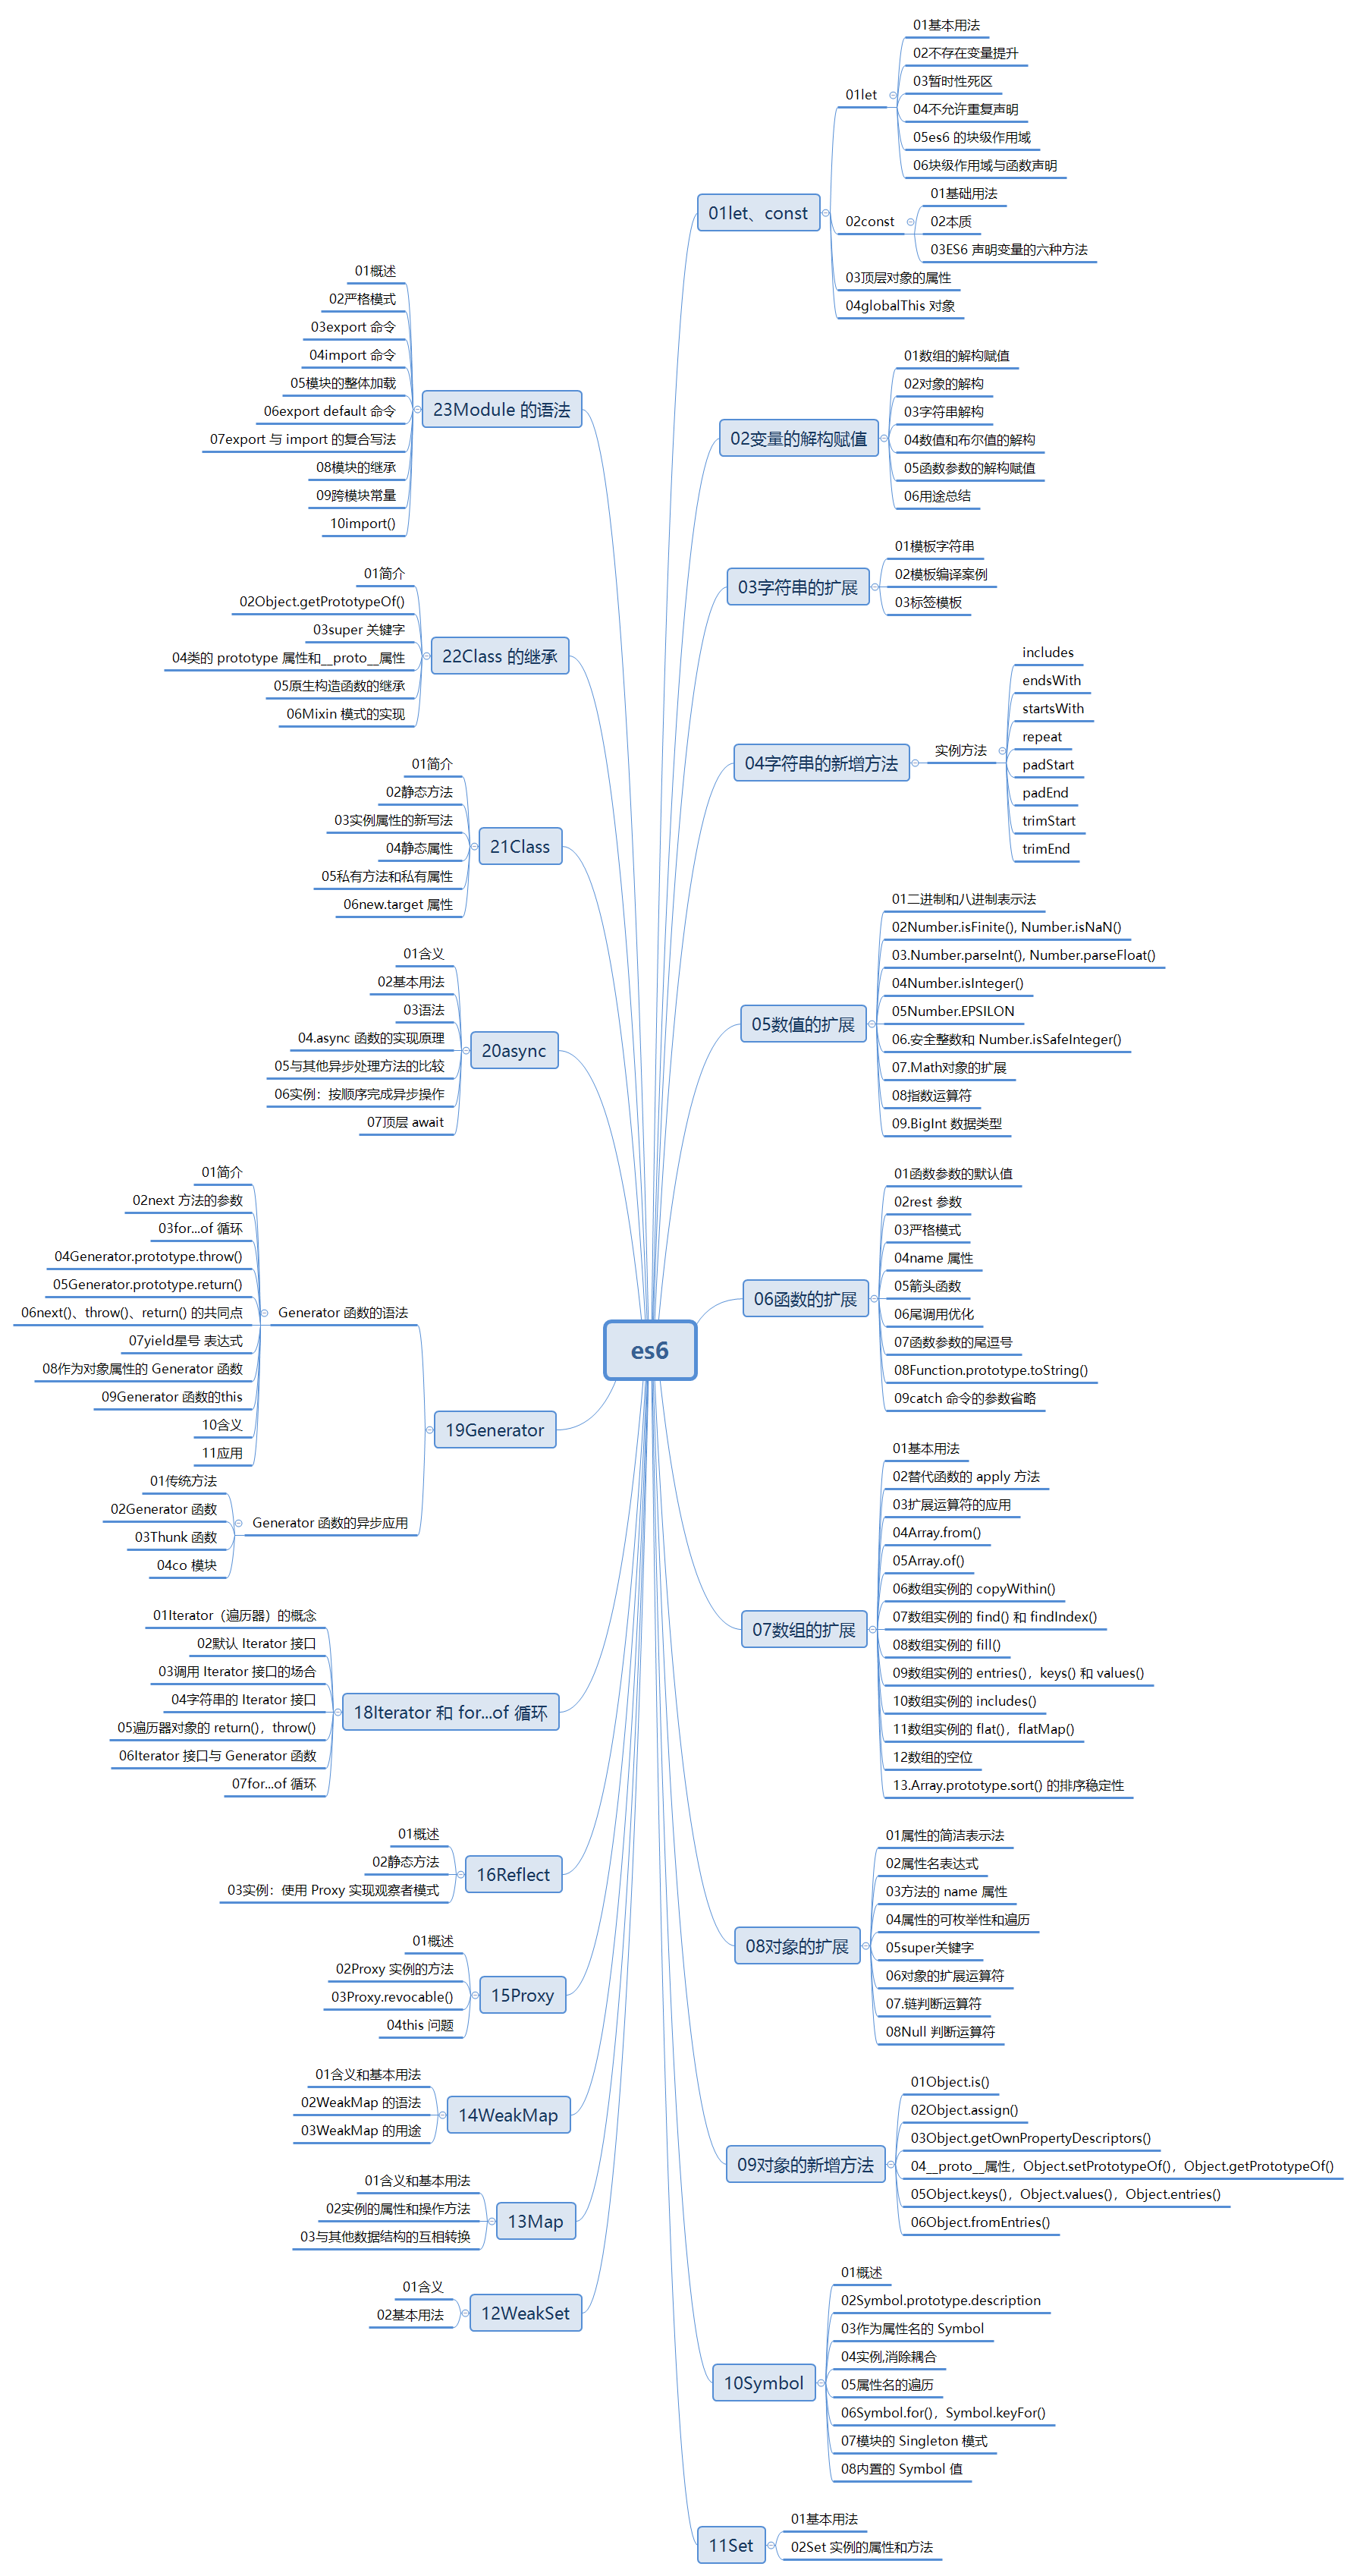 es6
01let、const
01let
01基本用法
02不存在变量提升
03暂时性死区
04不允许重复声明
05es6 的块级作用域
06块级作用域与函数声明
02const
01基础用法
02本质
03ES6 声明变量的六种方法
03顶层对象的属性
04globalThis 对象
02变量的解构赋值
01数组的解构赋值
02对象的解构
03字符串解构
04数值和布尔值的解构
05函数参数的解构赋值
06用途总结
03字符串的扩展
01模板字符串
02模板编译案例
03标签模板
04字符串的新增方法
实例方法
includes
endsWith
startsWith
repeat
padStart
padEnd
trimStart
trimEnd
05数值的扩展
01二进制和八进制表示法
02Number.isFinite(), Number.isNaN()
03.Number.parseInt(), Number.parseFloat()
04Number.isInteger()
05Number.EPSILON
06.安全整数和 Number.isSafeInteger()
07.Math对象的扩展
08指数运算符
09.BigInt 数据类型
06函数的扩展
01函数参数的默认值
02rest 参数
03严格模式
04name 属性
05箭头函数
06尾调用优化
07函数参数的尾逗号
08Function.prototype.toString()
09catch 命令的参数省略
07数组的扩展
01基本用法
02替代函数的 apply 方法
03扩展运算符的应用
04Array.from()
05Array.of()
06数组实例的 copyWithin()
07数组实例的 find() 和 findIndex()
08数组实例的 fill()
09数组实例的 entries()，keys() 和 values()
10数组实例的 includes()
11数组实例的 flat()，flatMap()
12数组的空位
13.Array.prototype.sort() 的排序稳定性
08对象的扩展
01属性的简洁表示法
02属性名表达式
03方法的 name 属性
04属性的可枚举性和遍历
05super关键字
06对象的扩展运算符
07.链判断运算符
08Null 判断运算符
09对象的新增方法
01Object.is()
02Object.assign()
03Object.getOwnPropertyDescriptors()
04__proto__属性，Object.setPrototypeOf()，Object.getPrototypeOf()
05Object.keys()，Object.values()，Object.entries()
06Object.fromEntries()
10Symbol
01概述
02Symbol.prototype.description
03作为属性名的 Symbol
04实例,消除耦合
05属性名的遍历
06Symbol.for()，Symbol.keyFor()
07模块的 Singleton 模式
08内置的 Symbol 值
11Set
01基本用法
02Set 实例的属性和方法
23Module 的语法
01概述
02严格模式
03export 命令
04import 命令
05模块的整体加载
06export default 命令
07export 与 import 的复合写法
08模块的继承
09跨模块常量
10import()
22Class 的继承
01简介
02Object.getPrototypeOf()
03super 关键字
04类的 prototype 属性和__proto__属性
05原生构造函数的继承
06Mixin 模式的实现
21Class
01简介
02静态方法
03实例属性的新写法
04静态属性
05私有方法和私有属性
06new.target 属性
20async
01含义
02基本用法
03语法
04.async 函数的实现原理
05与其他异步处理方法的比较
06实例：按顺序完成异步操作
07顶层 await
19Generator
Generator 函数的语法
01简介
02next 方法的参数
03for...of 循环
04Generator.prototype.throw()
05Generator.prototype.return()
06next()、throw()、return() 的共同点
07yield星号 表达式
08作为对象属性的 Generator 函数
09Generator 函数的this
10含义
11应用
Generator 函数的异步应用
01传统方法
02Generator 函数
03Thunk 函数
04co 模块
18Iterator 和 for...of 循环
01Iterator（遍历器）的概念
02默认 Iterator 接口
03调用 Iterator 接口的场合
04字符串的 Iterator 接口
05遍历器对象的 return()，throw()
06Iterator 接口与 Generator 函数
07for...of 循环
16Reflect
01概述
02静态方法
03实例：使用 Proxy 实现观察者模式
15Proxy
01概述
02Proxy 实例的方法
03Proxy.revocable()
04this 问题
14WeakMap
01含义和基本用法
02WeakMap 的语法
03WeakMap 的用途
13Map
01含义和基本用法
02实例的属性和操作方法
03与其他数据结构的互相转换
12WeakSet
01含义
02基本用法